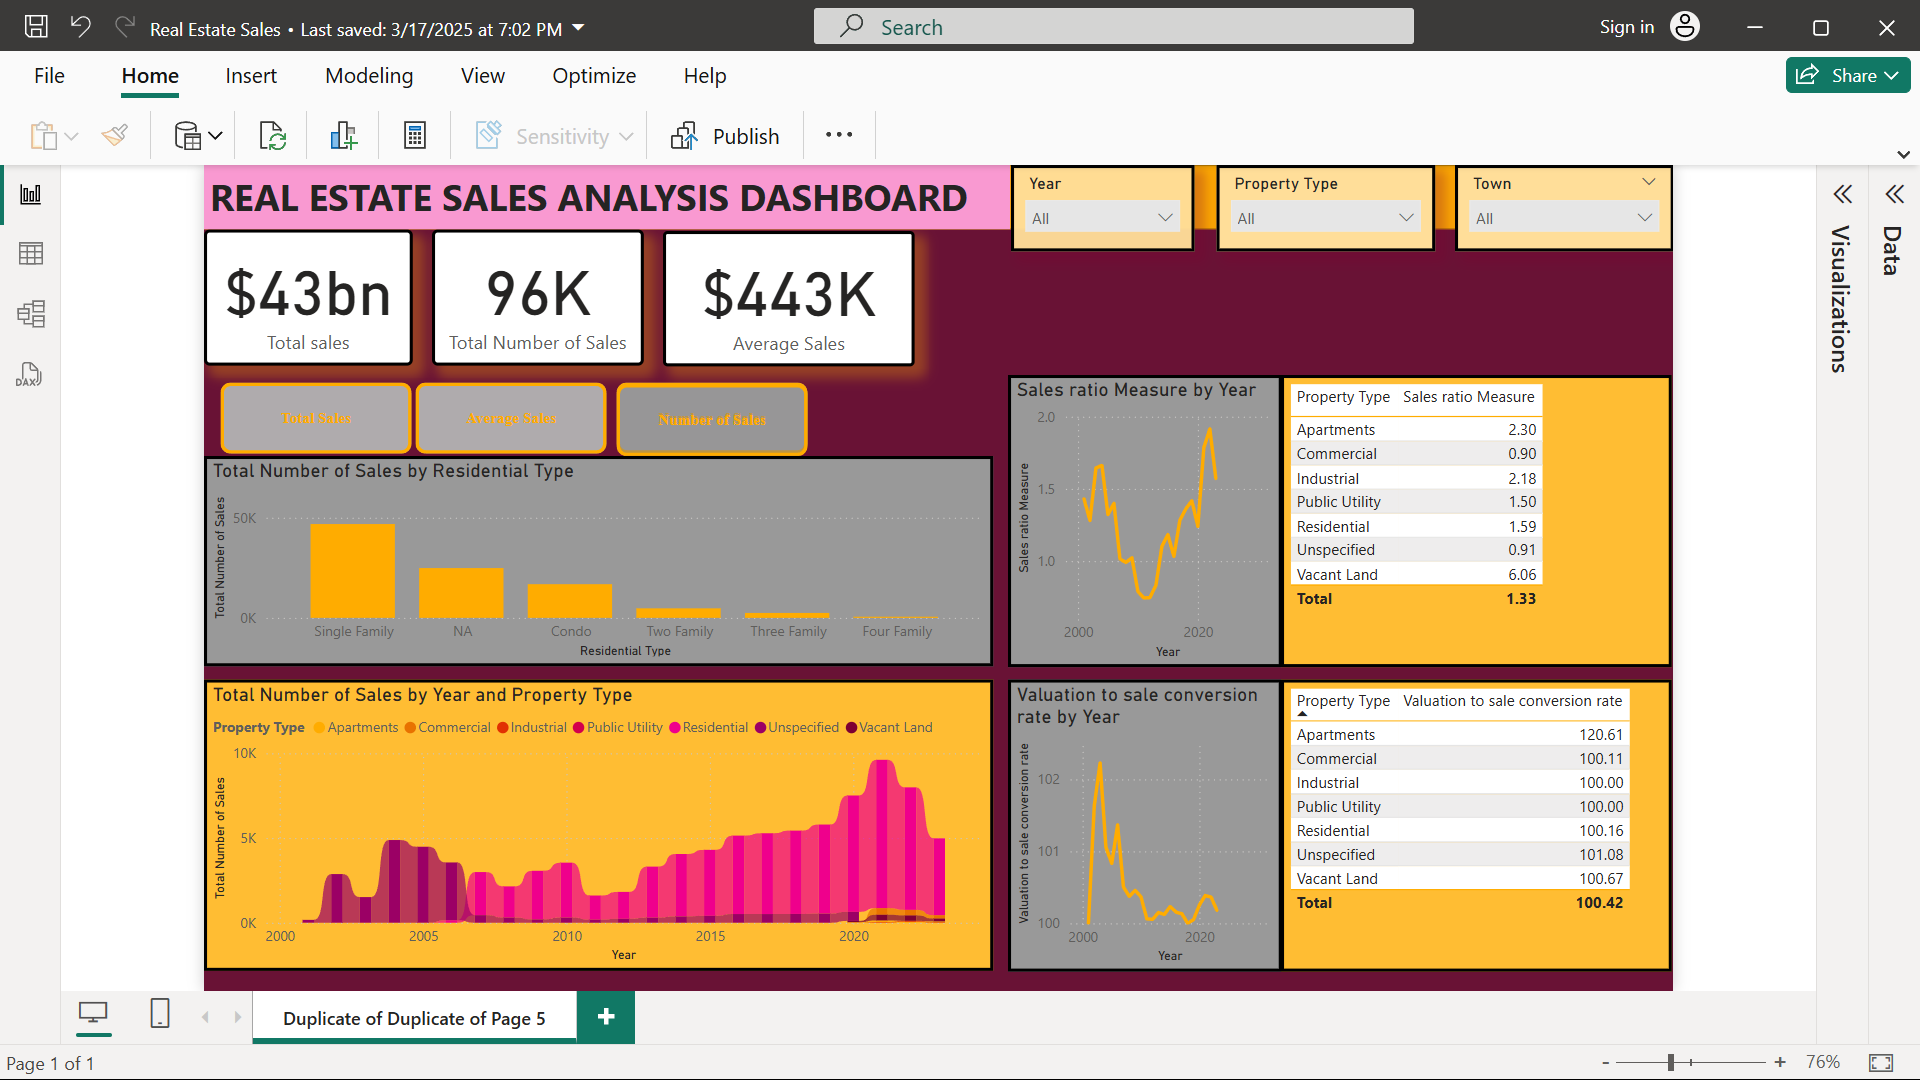 Real Estate Sales • Last saved: 3/17/2025 at 7:02 PM
Search
Sign in
File Home Insert Modeling View Optimize Help
Share
Sensitivity
Publish
REAL ESTATE SALES ANALYSIS DASHBOARD
Year
All
Property Type
All
Town
All
$43bn
Total sales
96K
Total Number of Sales
$443K
Average Sales
Total Sales
Average Sales
Number of Sales
Total Number of Sales by Residential Type
Total Number of Sales
50K
0K
Single Family NA Condo Two Family Three Family Four Family
Residential Type
Sales ratio Measure by Year
Sales ratio Measure
2.0
1.5
1.0
2000 2020
Year
Property Type Sales ratio Measure
Apartments 2.30
Commercial 0.90
Industrial 2.18
Public Utility 1.50
Residential 1.59
Unspecified 0.91
Vacant Land 6.06
Total 1.33
Total Number of Sales by Year and Property Type
Property Type Apartments Commercial Industrial Public Utility Residential Unspecified Vacant Land
Total Number of Sales
10K
5K
0K
2000 2005 2010 2015 2020
Year
Valuation to sale conversion
rate by Year
Valuation to sale conversion rate
102
101
100
2000 2020
Year
Property Type Valuation to sale conversion rate
Apartments 120.61
Commercial 100.11
Industrial 100.00
Public Utility 100.00
Residential 100.16
Unspecified 101.08
Vacant Land 100.67
Total 100.42
Visualizations
Data
DAX
Duplicate of Duplicate of Page 5
Page 1 of 1
- + 76%